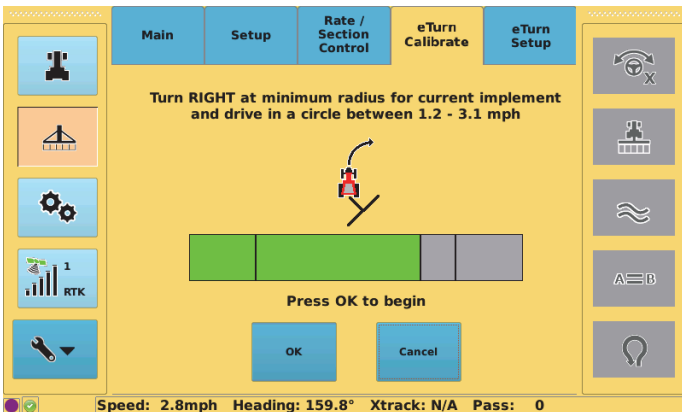 Main
Setup
Rate /
Section
Control
eTurn
Calibrate
eTurn
Setup
Turn RIGHT at minimum radius for current implement
and drive in a circle between 1.2 - 3.1 mph
X
1
RTK
A B
Press OK to begin
OK
Cancel
Speed: 2.8mph Heading: 159.8° Xtrack: N/A Pass: 0